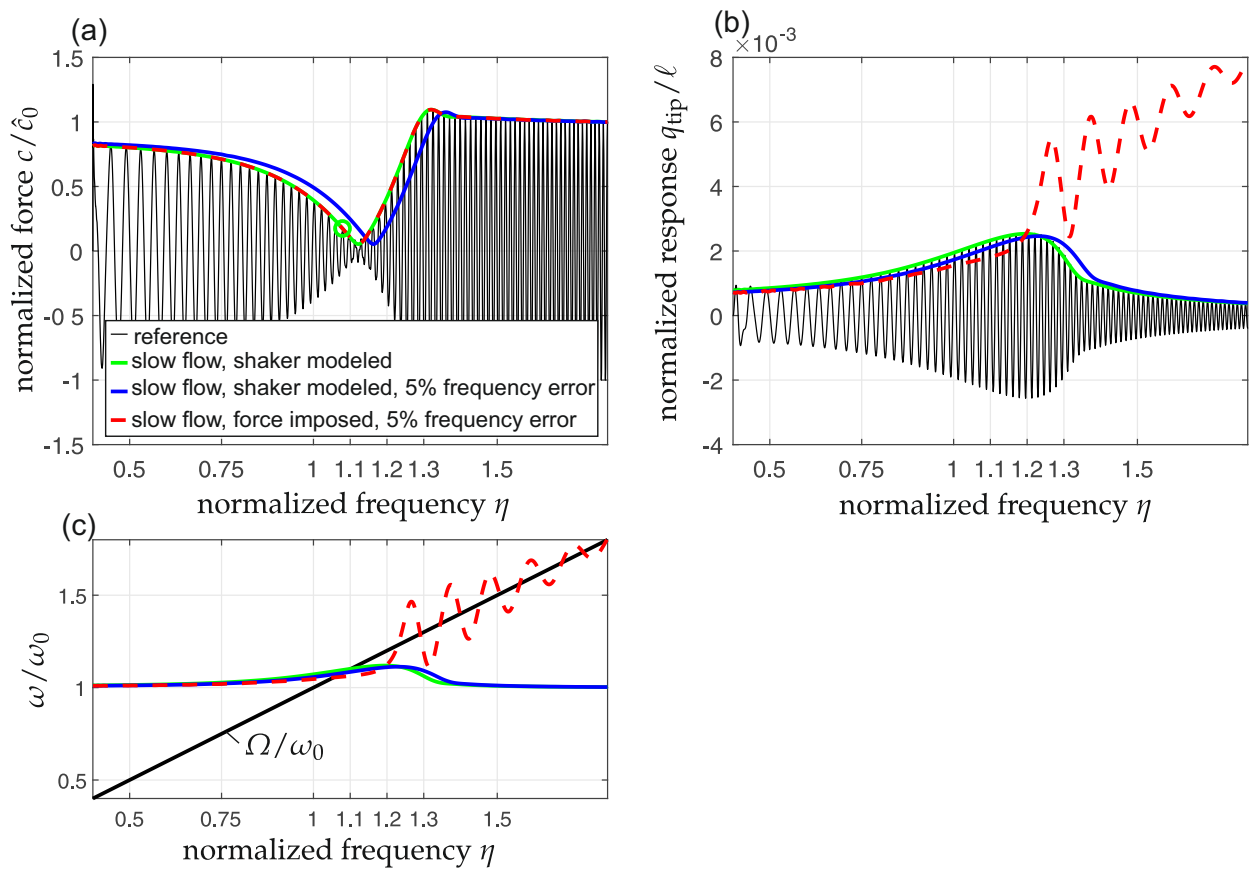 (a)
1.5
1
0.5
0
-0.5
-1
-1.5
normalized force c/ĉ₀
reference
slow flow, shaker modeled
slow flow, shaker modeled, 5% frequency error
slow flow, force imposed, 5% frequency error
0.5 0.75 1 1.1 1.2 1.3 1.5
normalized frequency η
(b)
×10⁻³
8
6
4
2
0
-2
-4
normalized response q_tip/ℓ
0.5 0.75 1 1.1 1.2 1.3 1.5
normalized frequency η
(c)
1.5
1
0.5
ω/ω₀
Ω/ω₀
0.5 0.75 1 1.1 1.2 1.3 1.5
normalized frequency η